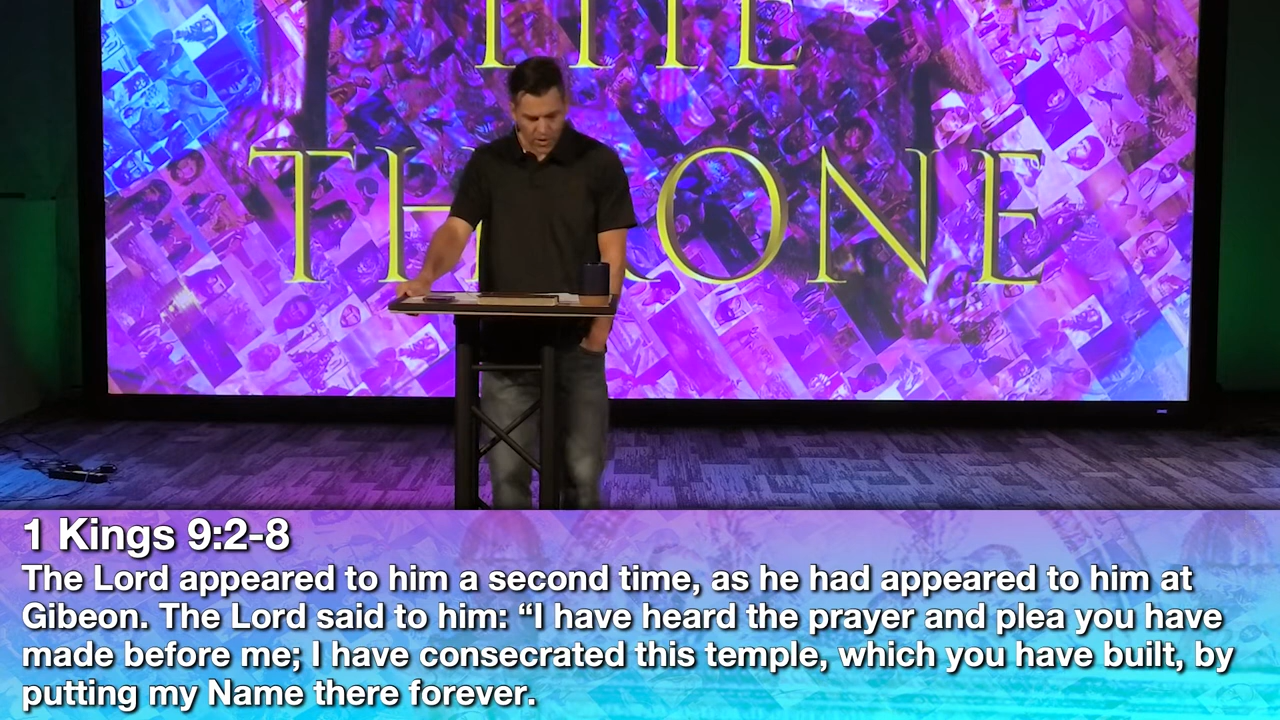 THE
THRONE
1 Kings 9:2-8
The Lord appeared to him a second time, as he had appeared to him at
Gibeon. The Lord said to him: “I have heard the prayer and plea you have
made before me; I have consecrated this temple, which you have built, by
putting my Name there forever.